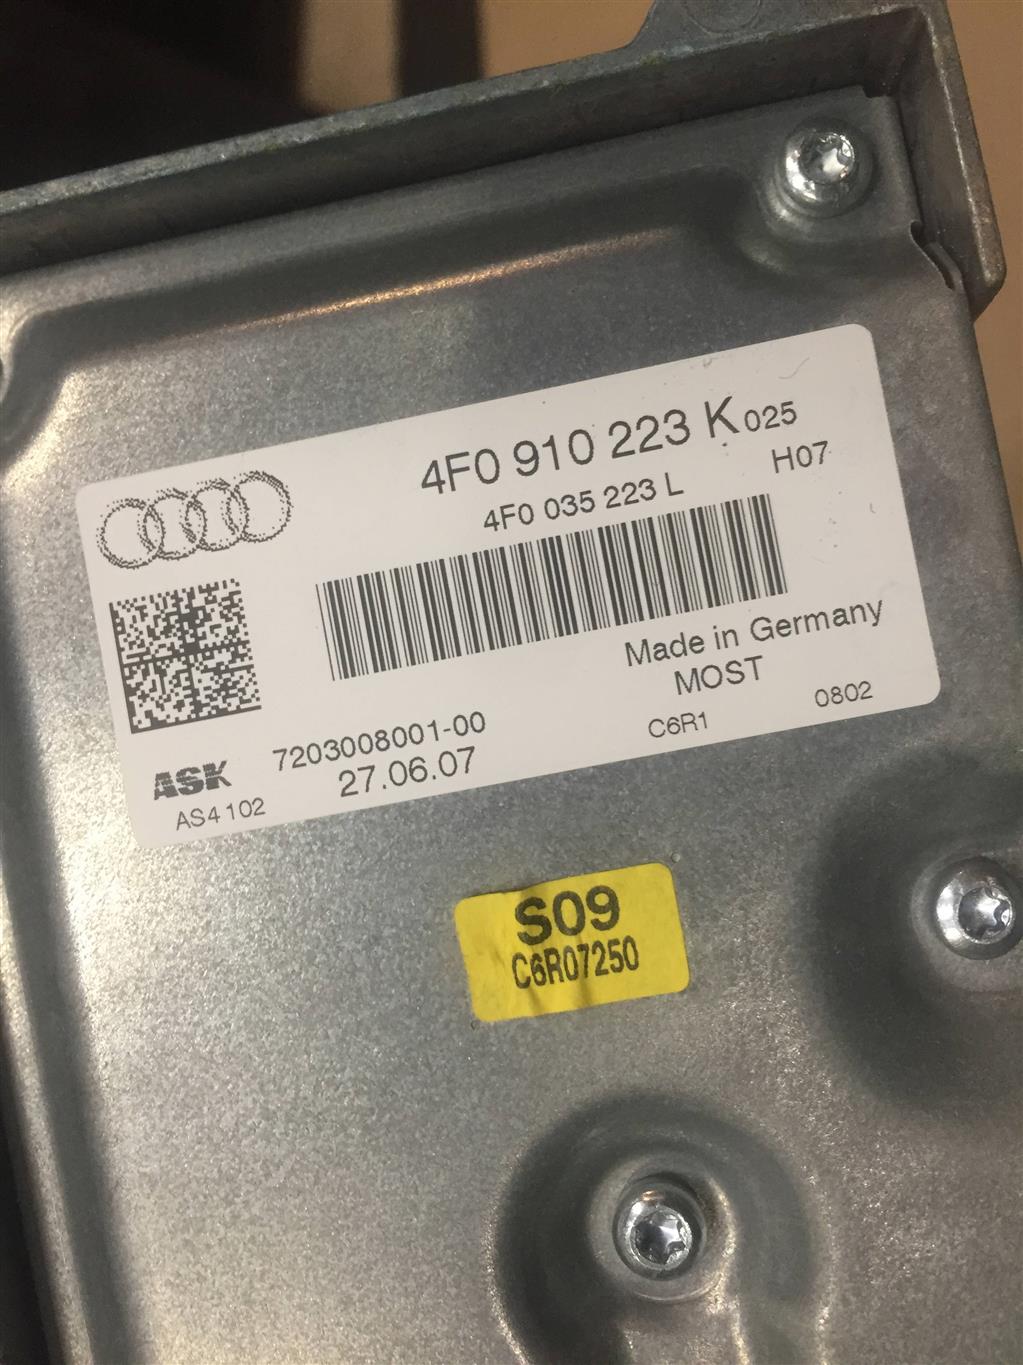 4F0 910 223 K 025
4F0 035 223 L H07
Made in Germany
MOST
7203008001-00
C6R1 0802
ASK 27.06.07
AS4 102
S09
C6R07250